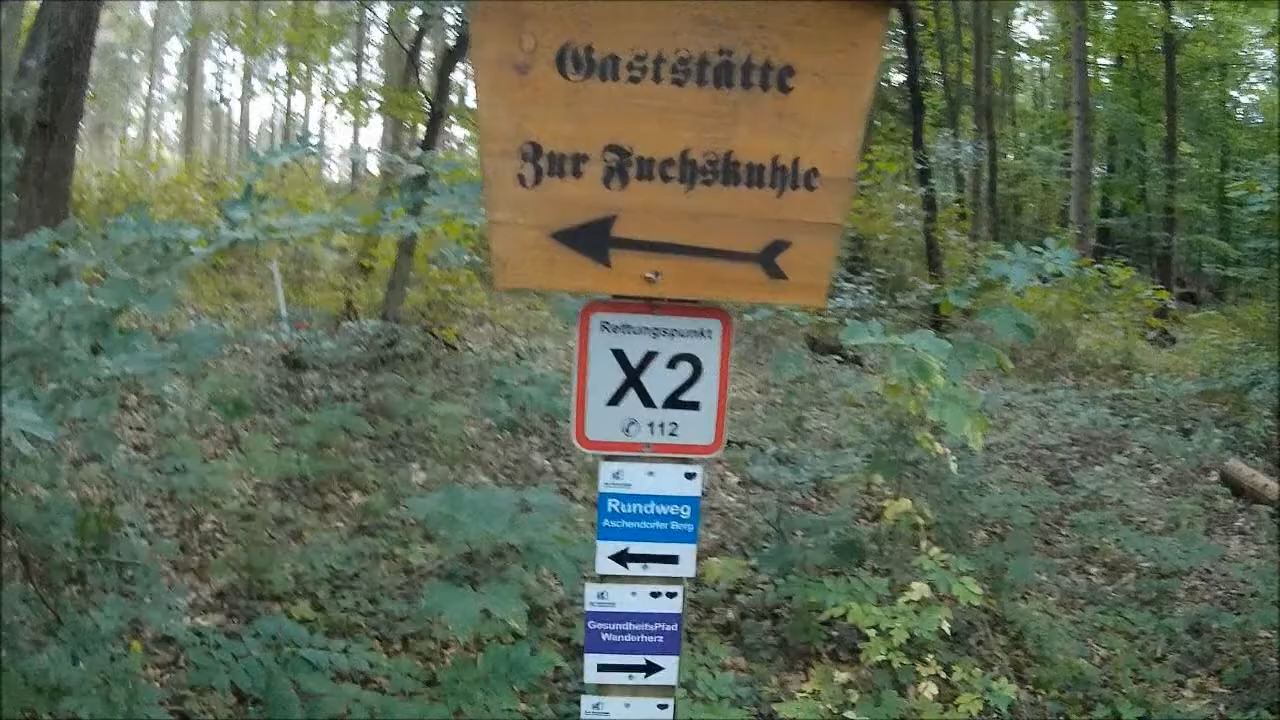 Gaststätte
Zur Fuchskuhle
Rettungspunkt
X2
✆ 112
Rundweg
Aschendorfer Berg
GesundheitsPfad
Wanderherz